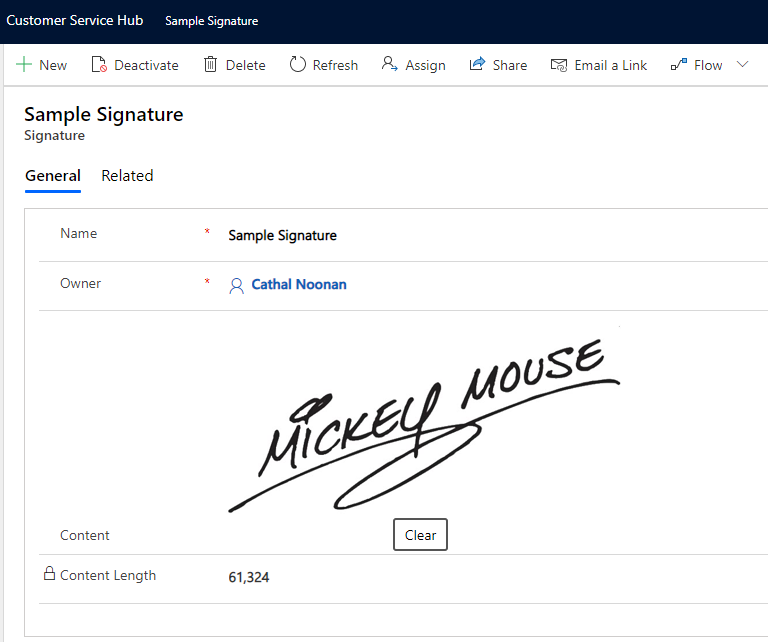 Customer Service Hub Sample Signature
New Deactivate Delete Refresh Assign Share Email a Link Flow
Sample Signature
Signature
General Related
Name * Sample Signature
Owner * Cathal Noonan
MICKEY MOUSE
Content Clear
Content Length 61,324